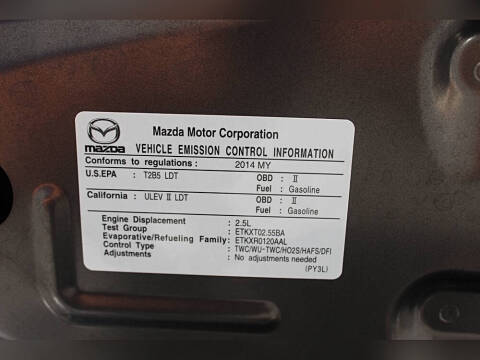 Mazda Motor Corporation
mazda VEHICLE EMISSION CONTROL INFORMATION
Conforms to regulations : 2014 MY
U.S.EPA : T2B5 LDT OBD : II
Fuel : Gasoline
California : ULEV II LDT OBD : II
Fuel : Gasoline
Engine Displacement : 2.5L
Test Group : ETKXT02.55BA
Evaporative/Refueling Family: ETKXR0120AAL
Control Type : TWC/WU-TWC/HO2S/HAFS/DFI
Adjustments : No adjustments needed
(PY3L)